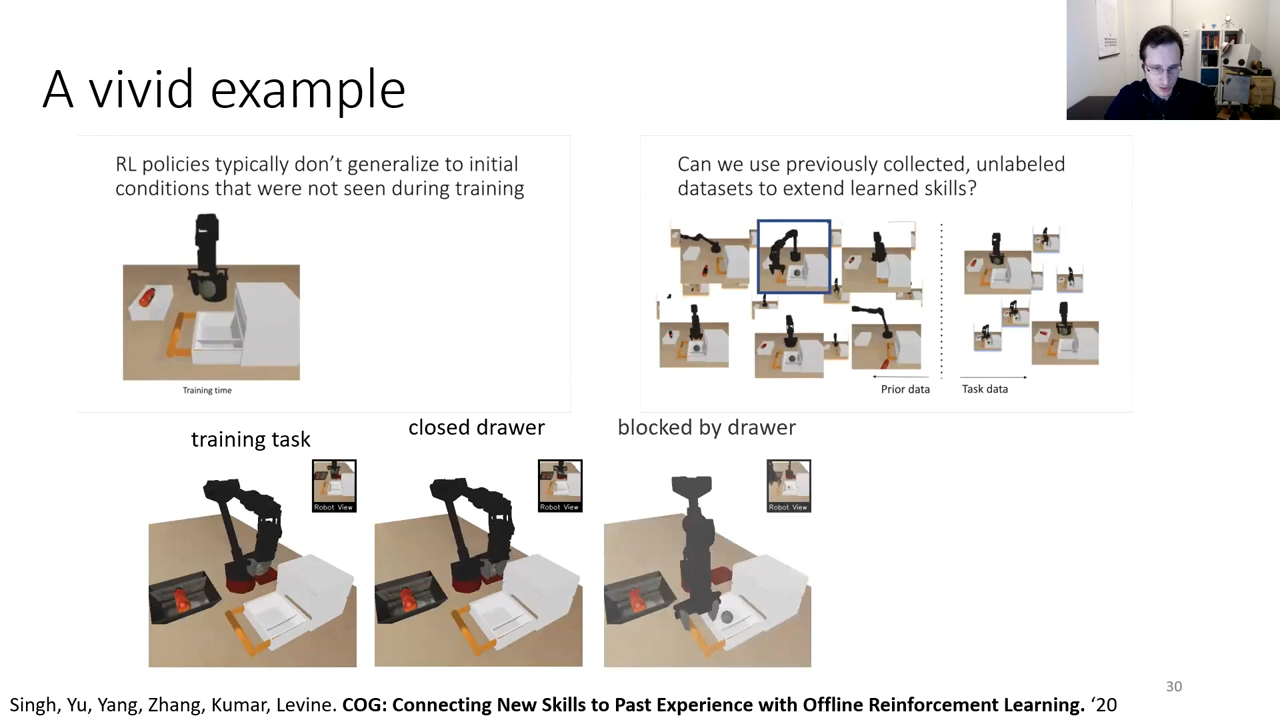 A vivid example
RL policies typically don't generalize to initial
conditions that were not seen during training
Training time
Can we use previously collected, unlabeled
datasets to extend learned skills?
Prior data
Task data
training task
closed drawer
blocked by drawer
Robot View
Robot View
Robot View
30
Singh, Yu, Yang, Zhang, Kumar, Levine. COG: Connecting New Skills to Past Experience with Offline Reinforcement Learning. ‘20